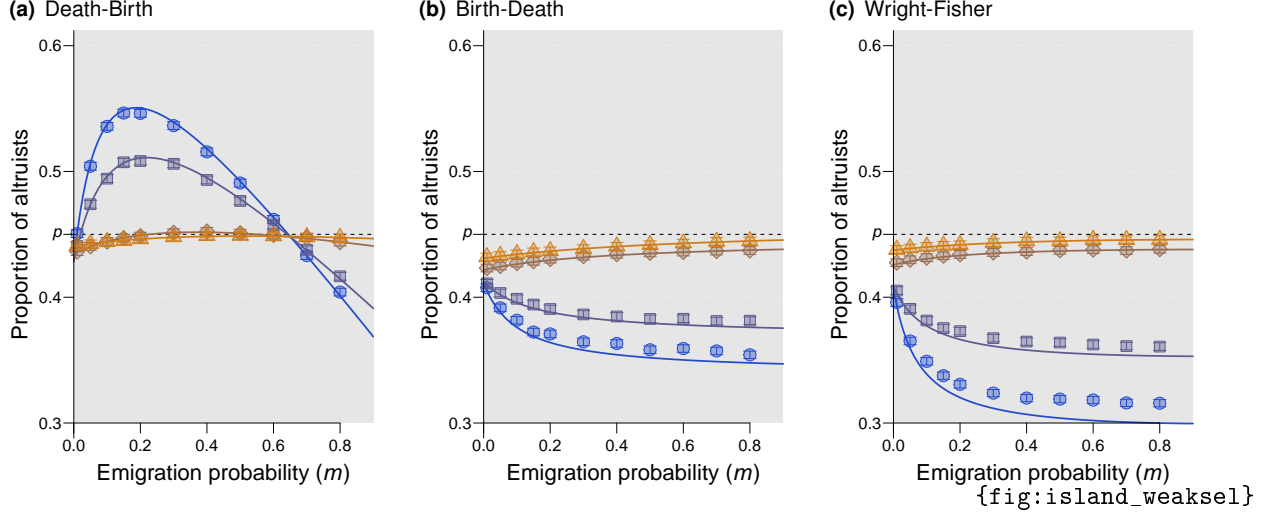 (a) Death-Birth
0.6
0.5
p
0.4
0.3
Proportion of altruists
0.0 0.2 0.4 0.6 0.8
Emigration probability (m)
(b) Birth-Death
0.6
0.5
p
0.4
0.3
Proportion of altruists
0.0 0.2 0.4 0.6 0.8
Emigration probability (m)
(c) Wright-Fisher
0.6
0.5
p
0.4
0.3
Proportion of altruists
0.0 0.2 0.4 0.6 0.8
Emigration probability (m)
{fig:island_weaksel}